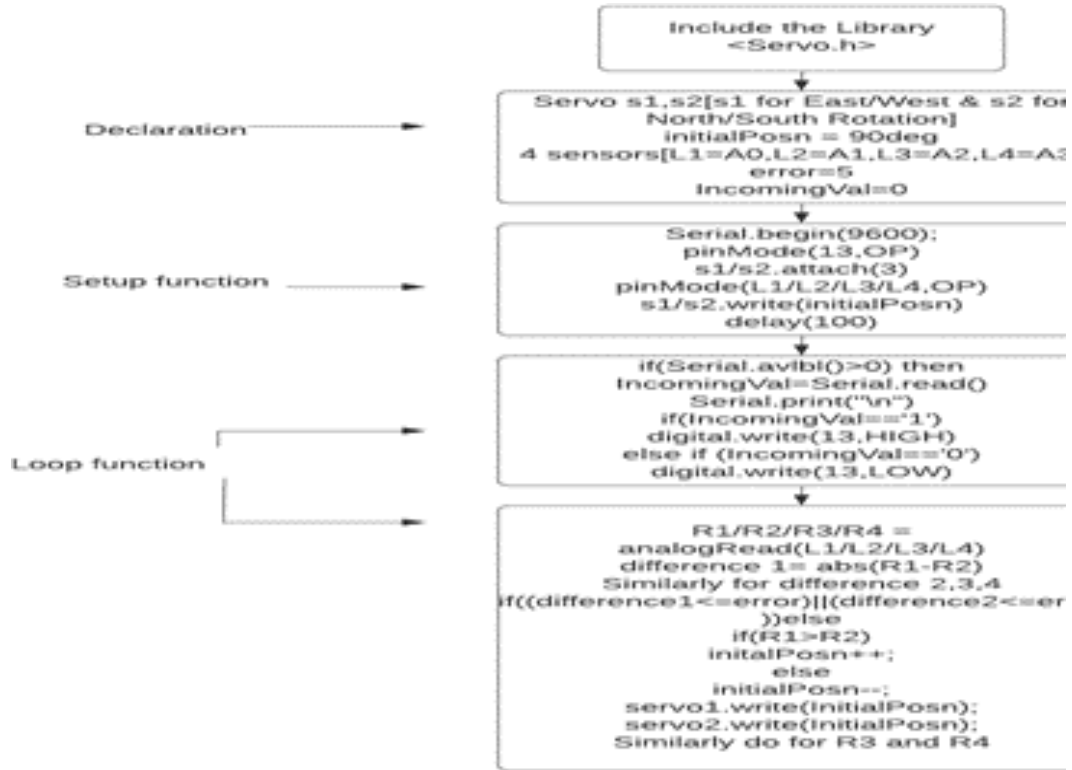 Include the Library
<Servo.h>
Declaration
Servo s1,s2[s1 for East/West & s2 for
North/South Rotation]
initialPosn = 90deg
4 sensors[L1=A0,L2=A1,L3=A2,L4=A3
error=5
IncomingVal=0
Setup function
Serial.begin(9600);
pinMode(13,OP)
s1/s2.attach(3)
pinMode(L1/L2/L3/L4,OP)
s1/s2.write(initialPosn)
delay(100)
Loop function
if(Serial.avlbl()>0) then
IncomingVal=Serial.read()
Serial.print("\n")
if(IncomingVal=='1')
digital.write(13,HIGH)
else if (IncomingVal=='0')
digital.write(13,LOW)
R1/R2/R3/R4 =
analogRead(L1/L2/L3/L4)
difference 1= abs(R1-R2)
Similarly for difference 2,3,4
if((difference1<=error)||(difference2<=err
))else
if(R1>R2)
initalPosn++;
else
initialPosn--;
servo1.write(InitialPosn);
servo2.write(InitialPosn);
Similarly do for R3 and R4